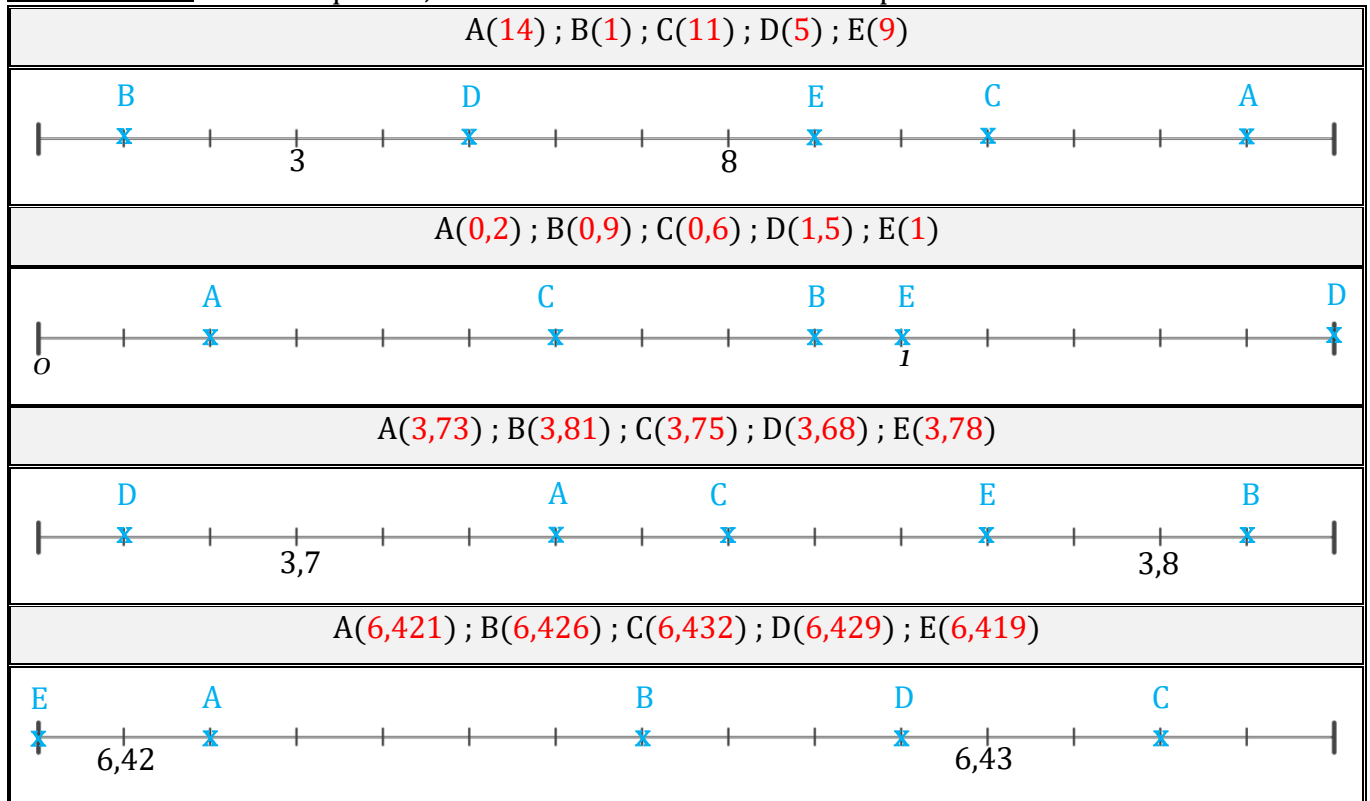 A(14) ; B(1) ; C(11) ; D(5) ; E(9)
B D E C A
3 8
A(0,2) ; B(0,9) ; C(0,6) ; D(1,5) ; E(1)
A C B E D
0 1
A(3,73) ; B(3,81) ; C(3,75) ; D(3,68) ; E(3,78)
D A C E B
3,7 3,8
A(6,421) ; B(6,426) ; C(6,432) ; D(6,429) ; E(6,419)
E A B D C
6,42 6,43